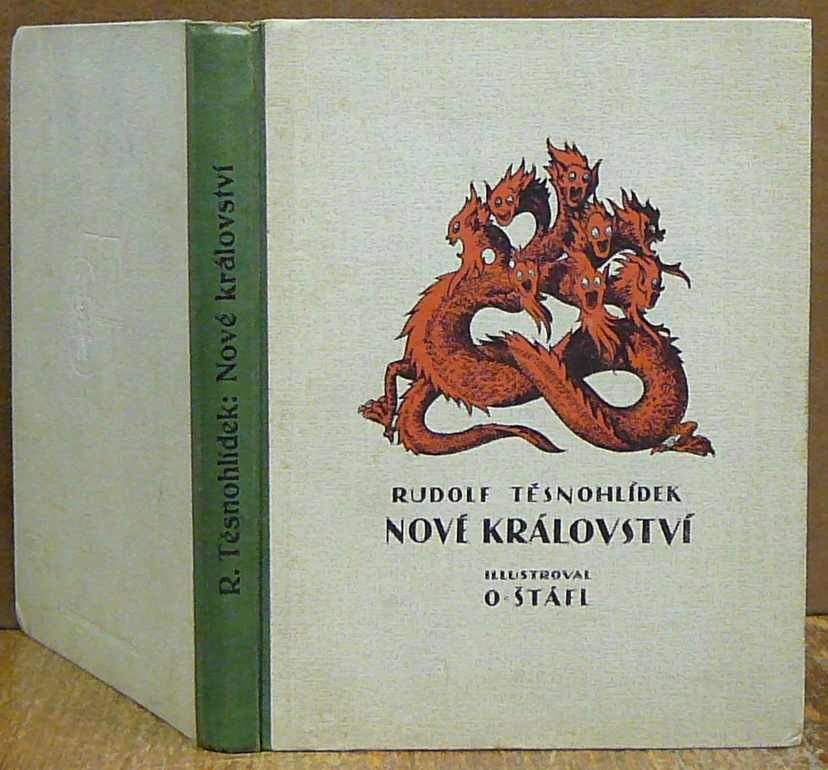 R. Těsnohlídek: Nové království
RUDOLF TĚSNOHLÍDEK
NOVÉ KRÁLOVSTVÍ
ILLUSTROVAL
O·ŠTÁFL